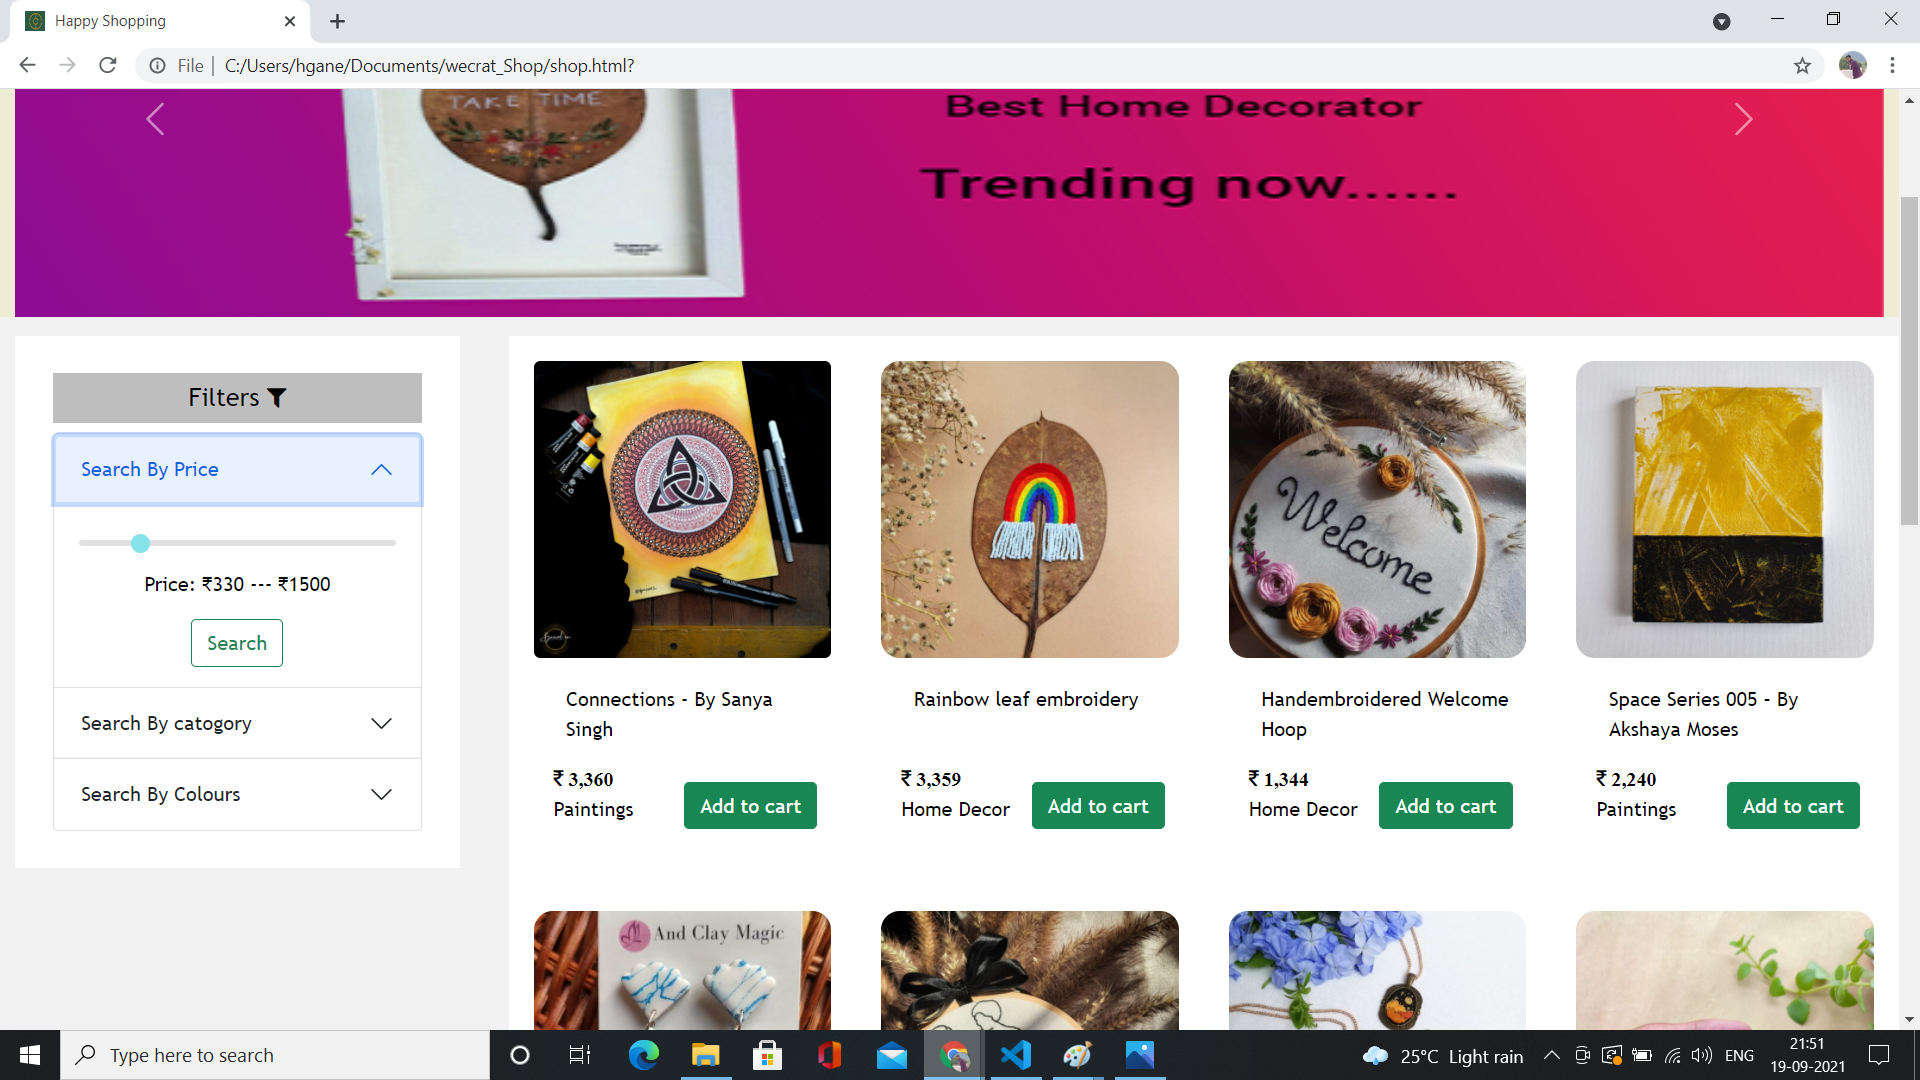 Happy Shopping
File
C:/Users/hgane/Documents/wecrat_Shop/shop.html?
TAKE TIME
Best Home Decorator
Trending now......
Filters
Search By Price
Price: ₹330 --- ₹1500
Search
Search By catogory
Search By Colours
Connections - By Sanya
Singh
₹ 3,360
Paintings
Add to cart
Rainbow leaf embroidery
₹ 3,359
Home Decor
Add to cart
Welcome
Handembroidered Welcome
Hoop
₹ 1,344
Home Decor
Add to cart
Space Series 005 - By
Akshaya Moses
₹ 2,240
Paintings
Add to cart
And Clay Magic
Type here to search
25°C Light rain
ENG
21:51
19-09-2021